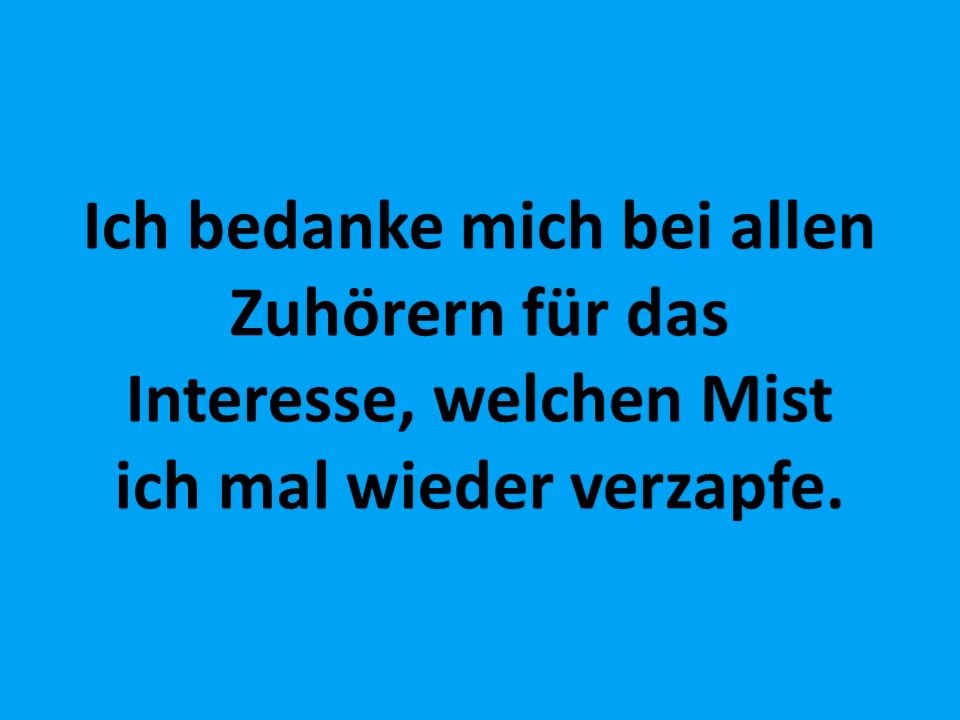 Ich bedanke mich bei allen
Zuhörern für das
Interesse, welchen Mist
ich mal wieder verzapfe.